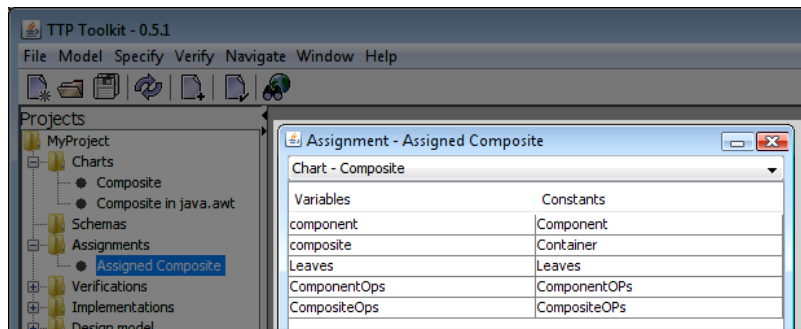 TTP Toolkit - 0.5.1
File Model Specify Verify Navigate Window Help
Projects
MyProject
Charts
Composite
Composite in java.awt
Schemas
Assignments
Assigned Composite
Verifications
Implementations
Design model
Assignment - Assigned Composite
Chart - Composite
Variables Constants
component Component
composite Container
Leaves Leaves
ComponentOps ComponentOPs
CompositeOps CompositeOPs